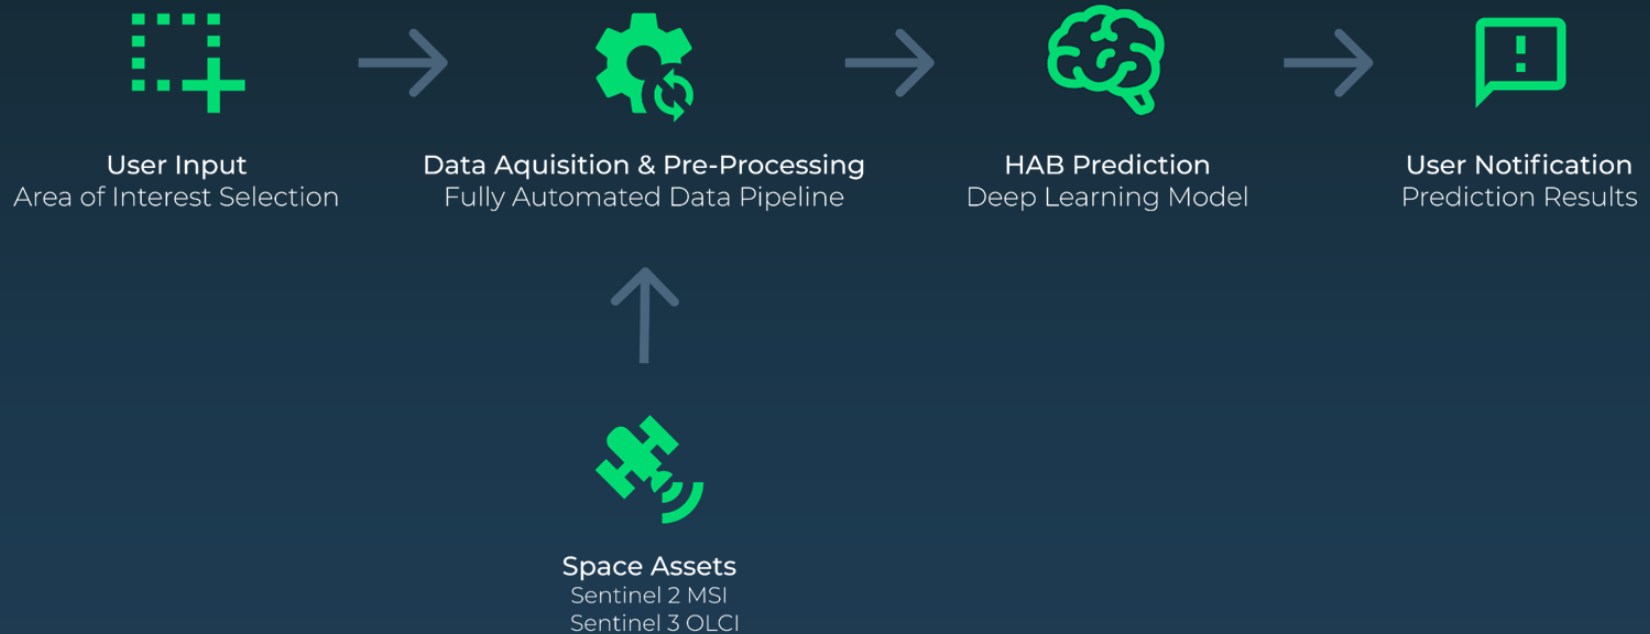 User Input
Area of Interest Selection
Data Aquisition & Pre-Processing
Fully Automated Data Pipeline
HAB Prediction
Deep Learning Model
User Notification
Prediction Results
Space Assets
Sentinel 2 MSI
Sentinel 3 OLCI